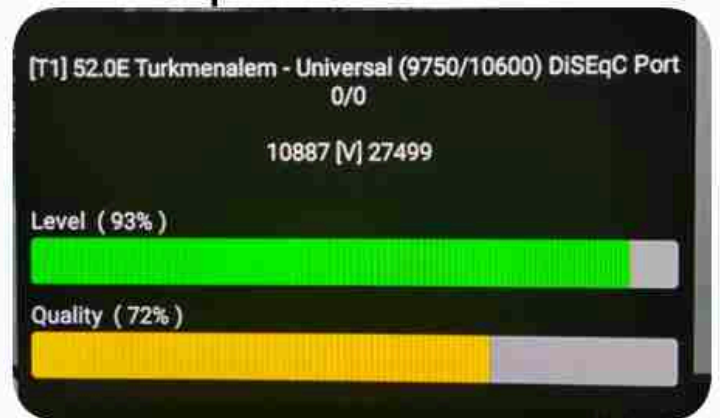 [T1] 52.0E Turkmenalem - Universal (9750/10600) DiSEqC Port
0/0
10887 [V] 27499
Level ( 93% )
Quality ( 72% )